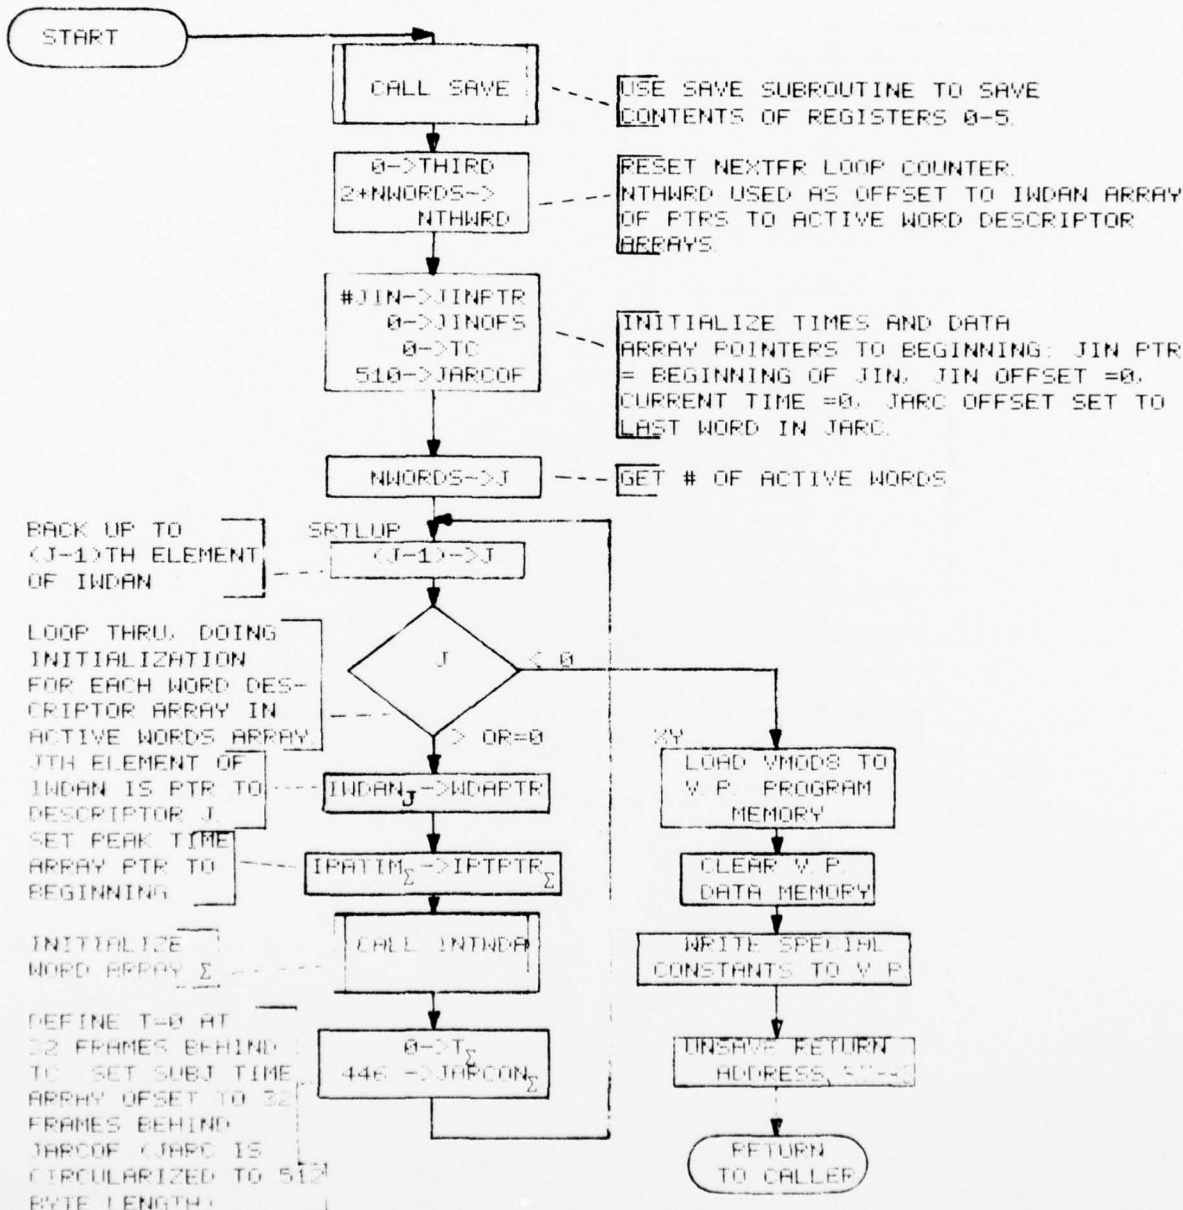 START
CALL SAVE
USE SAVE SUBROUTINE TO SAVE
CONTENTS OF REGISTERS 0-5.
0->THIRD
2*NWORDS->
NTHWRD
RESET NEXTFR LOOP COUNTER.
NTHWRD USED AS OFFSET TO IWDAN ARRAY
OF PTRS TO ACTIVE WORD DESCRIPTOR
ARRAYS.
#JIN->JINPTR
0->JINOFS
0->TC
510->JARCOF
INITIALIZE TIMES AND DATA
ARRAY POINTERS TO BEGINNING: JIN PTR
= BEGINNING OF JIN, JIN OFFSET =0,
CURRENT TIME =0, JARC OFFSET SET TO
LAST WORD IN JARC.
NWORDS->J
GET # OF ACTIVE WORDS
BACK UP TO
(J-1)TH ELEMENT
OF IWDAN
SRTLUP
(J-1)->J
LOOP THRU, DOING
INITIALIZATION
FOR EACH WORD DES-
CRIPTOR ARRAY IN
ACTIVE WORDS ARRAY
J
< 0
> OR=0
JTH ELEMENT OF
IWDAN IS PTR TO
DESCRIPTOR J.
IWDAN J->WDAPTR
XY
LOAD VMOD8 TO
V.P. PROGRAM
MEMORY
SET PEAK TIME
ARRAY PTR TO
BEGINNING
IPATIM Σ->IPTPTR Σ
CLEAR V.P.
DATA MEMORY
INITIALIZE
WORD ARRAY Σ
CALL INTWDA
WRITE SPECIAL
CONSTANTS TO V.P.
DEFINE T=0 AT
32 FRAMES BEHIND
TC SET SUBJ TIME
ARRAY OFSET TO 32
FRAMES BEHIND
JARCOF (JARC IS
CIRCULARIZED TO 512
BYTE LENGTH)
0->T Σ
446 ->JARCON Σ
UNSAVE RETURN
ADDRESS,
RETURN
TO CALLER